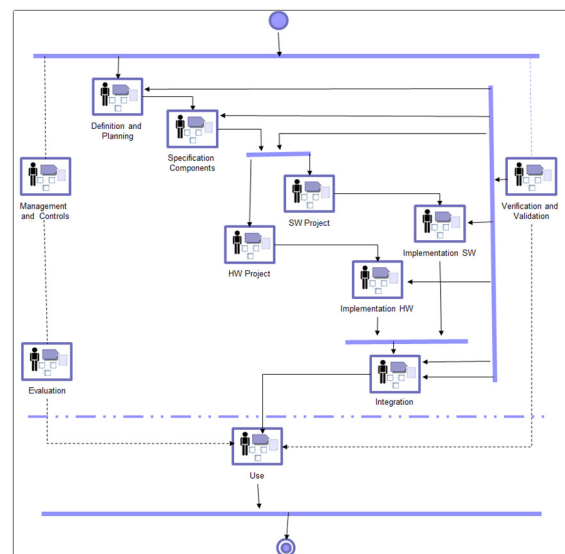 Definition and
Planning
Specification
Components
Management
and Controls
Verification and
Validation
SW Project
Implementation SW
HW Project
Implementation HW
Evaluation
Integration
Use